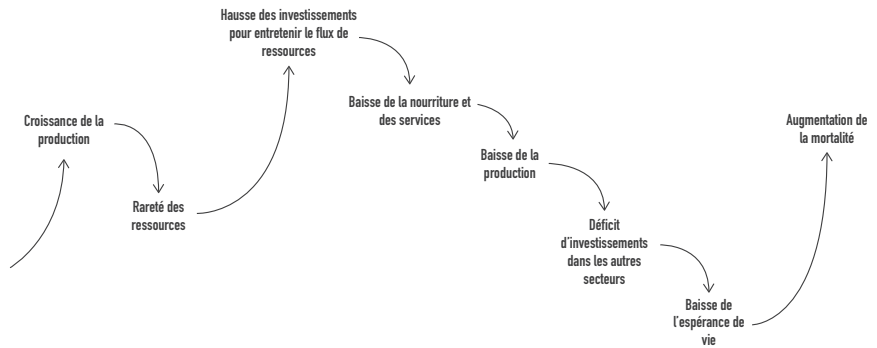 Croissance de la
production
Rareté des
ressources
Hausse des investissements
pour entretenir le flux de
ressources
Baisse de la nourriture et
des services
Baisse de la
production
Déficit
d'investissements
dans les autres
secteurs
Baisse de
l'espérance de
vie
Augmentation de
la mortalité